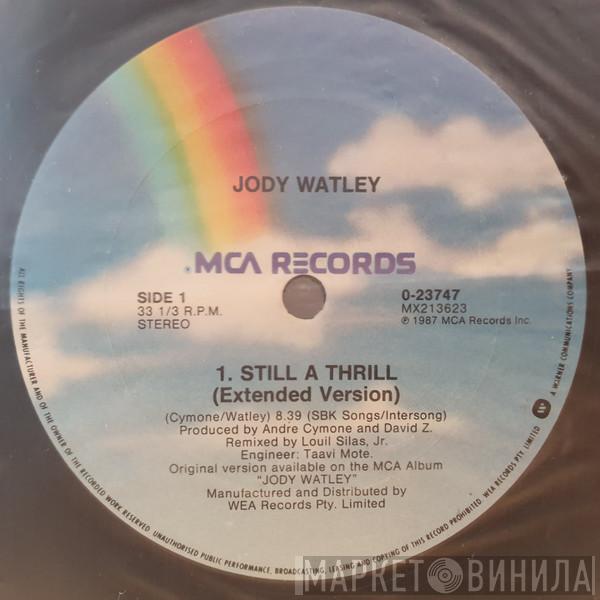 JODY WATLEY
MCA RECORDS
SIDE 1
33 1/3 R.P.M.
STEREO
0-23747
MX213623
℗ 1987 MCA Records Inc.
1. STILL A THRILL
(Extended Version)
(Cymone/Watley) 8.39 (SBK Songs/Intersong)
Produced by Andre Cymone and David Z.
Remixed by Louil Silas, Jr.
Engineer: Taavi Mote.
Original version available on the MCA Album
"JODY WATLEY"
Manufactured and Distributed by
WEA Records Pty. Limited
ALL RIGHTS OF THE MANUFACTURER AND OF THE OWNER OF THE RECORDED WORK RESERVED. UNAUTHORISED PUBLIC PERFORMANCE, BROADCASTING, LEASING AND COPYING OF THIS RECORD PROHIBITED. WEA RECORDS PTY. LIMITED
A WARNER COMMUNICATIONS COMPANY
МАРКЕТ ВИНИЛА